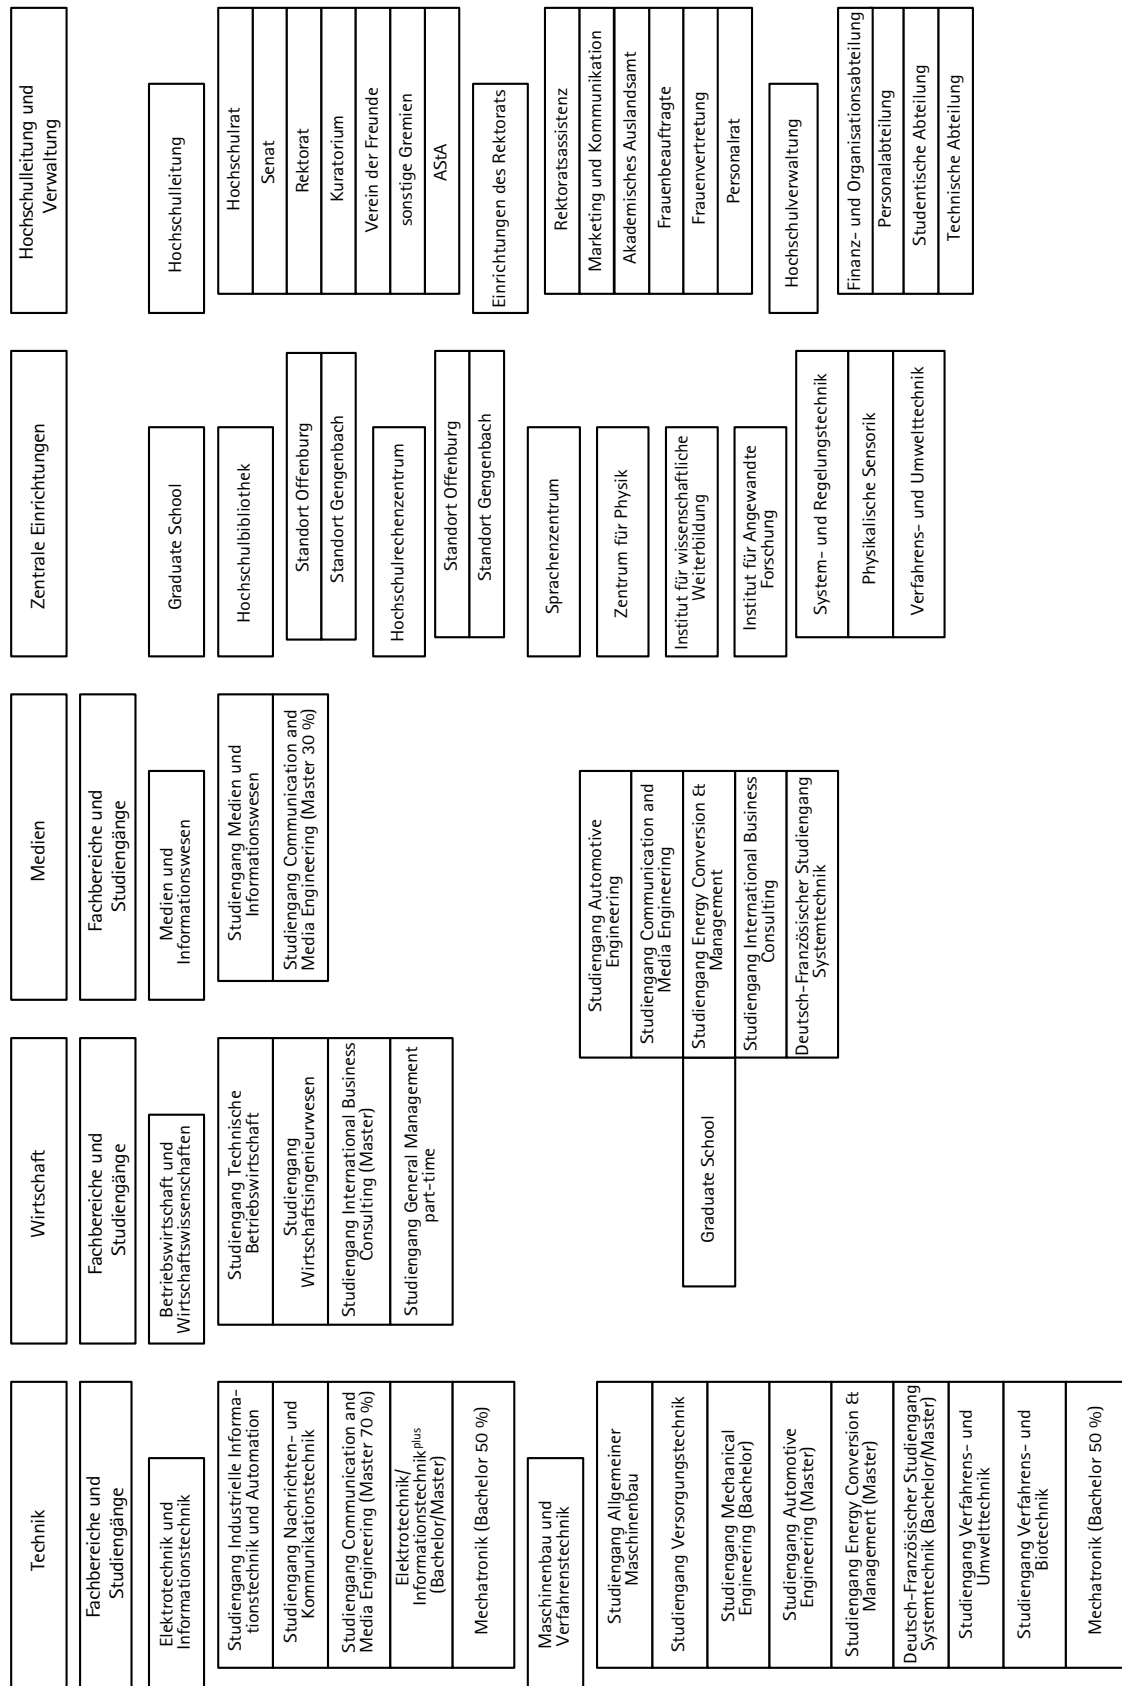 Technik
Fachbereiche und
Studiengänge
Elektrotechnik und
Informationstechnik
Studiengang Industrielle Informa-
tionstechnik und Automation
Studiengang Nachrichten- und
Kommunikationstechnik
Studiengang Communication and
Media Engineering (Master 70 %)
Elektrotechnik/
Informationstechnikplus
(Bachelor/Master)
Mechatronik (Bachelor 50 %)
Maschinenbau und
Verfahrenstechnik
Studiengang Allgemeiner
Maschinenbau
Studiengang Versorgungstechnik
Studiengang Mechanical
Engineering (Bachelor)
Studiengang Automotive
Engineering (Master)
Studiengang Energy Conversion &
Management (Master)
Deutsch-Französischer Studiengang
Systemtechnik (Bachelor/Master)
Studiengang Verfahrens- und
Umwelttechnik
Studiengang Verfahrens- und
Biotechnik
Mechatronik (Bachelor 50 %)
Wirtschaft
Fachbereiche und
Studiengänge
Betriebswirtschaft und
Wirtschaftswissenschaften
Studiengang Technische
Betriebswirtschaft
Studiengang
Wirtschaftsingenieurwesen
Studiengang International Business
Consulting (Master)
Studiengang General Management
part-time
Graduate School
Studiengang Automotive
Engineering
Studiengang Communication and
Media Engineering
Studiengang Energy Conversion &
Management
Studiengang International Business
Consulting
Deutsch-Französischer Studiengang
Systemtechnik
Medien
Fachbereiche und
Studiengänge
Medien und
Informationswesen
Studiengang Medien und
Informationswesen
Studiengang Communication and
Media Engineering (Master 30 %)
Zentrale Einrichtungen
Graduate School
Hochschulbibliothek
Standort Offenburg
Standort Gengenbach
Hochschulrechenzentrum
Standort Offenburg
Standort Gengenbach
Sprachenzentrum
Zentrum für Physik
Institut für wissenschaftliche
Weiterbildung
Institut für Angewandte
Forschung
System- und Regelungstechnik
Physikalische Sensorik
Verfahrens- und Umwelttechnik
Hochschulleitung und
Verwaltung
Hochschulleitung
Hochschulrat
Senat
Rektorat
Kuratorium
Verein der Freunde
sonstige Gremien
AStA
Einrichtungen des Rektorats
Rektoratsassistenz
Marketing und Kommunikation
Akademisches Auslandsamt
Frauenbeauftragte
Frauenvertretung
Personalrat
Hochschulverwaltung
Finanz- und Organisationsabteilung
Personalabteilung
Studentische Abteilung
Technische Abteilung